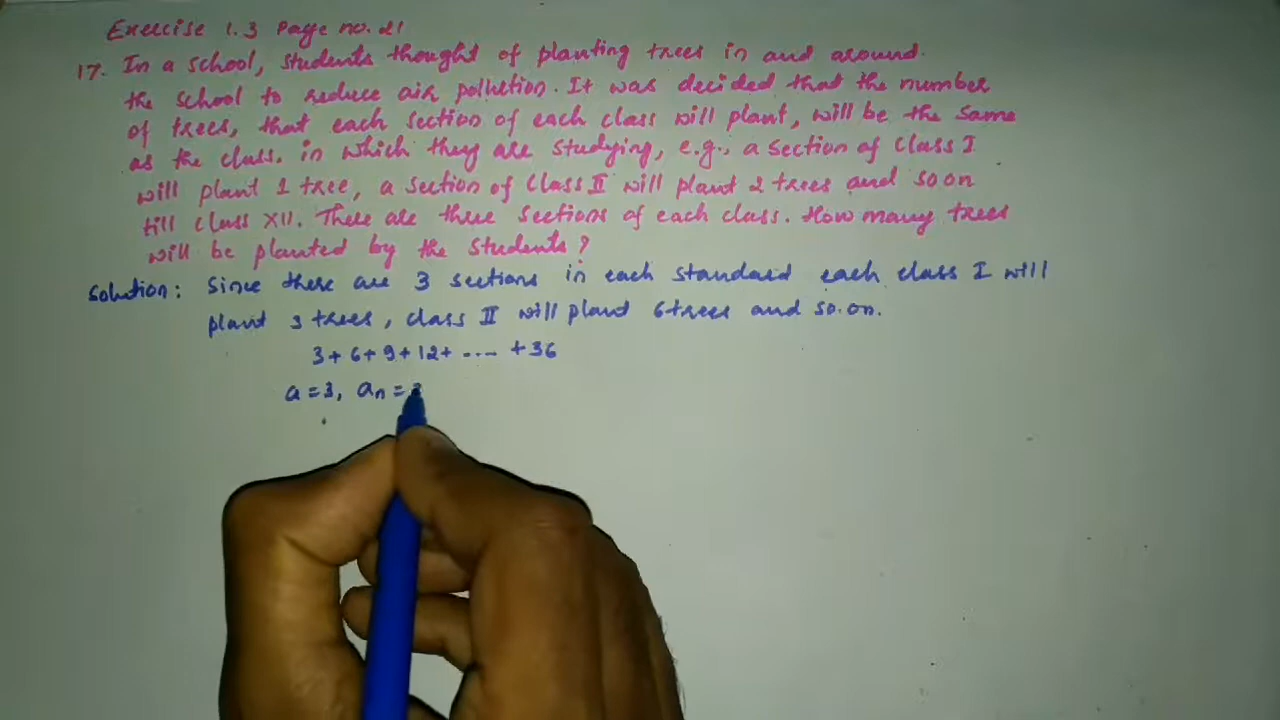 Exercise 1.3 Page no. 21
17. In a school, students thought of planting trees in and around.
the school to reduce air pollution. It was decided that the number
of trees, that each section of each class will plant, will be the same
as the class. in which they are studying, e.g., a section of class I
will plant 1 tree, a section of Class II will plant 2 trees and so on
till class XII. There are three sections of each class. How many trees
will be planted by the students?
Solution: Since there are 3 sections in each standard each class I will
plant 3 trees, class II will plant 6 trees and so. on.
3 + 6 + 9 + 12 + ..... + 36
a = 3, an =